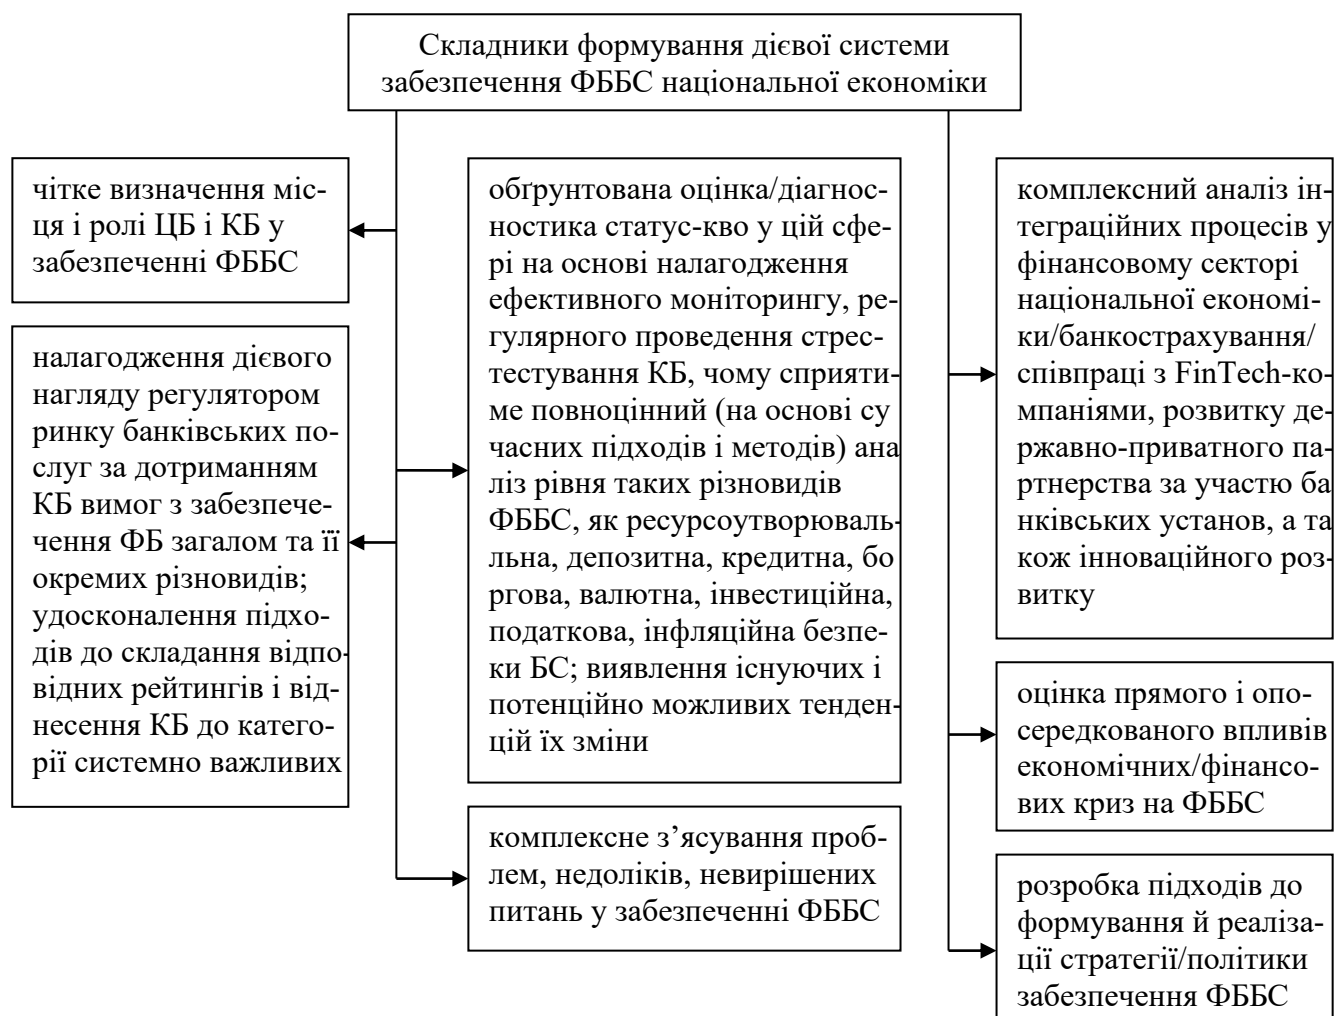 Складники формування дієвої системи
забезпечення ФББС національної економіки
чітке визначення міс-
ця і ролі ЦБ і КБ у
забезпеченні ФББС
налагодження дієвого
нагляду регулятором
ринку банківських по-
слуг за дотриманням
КБ вимог з забезпече-
чення ФБ загалом та її
окремих різновидів;
удосконалення підхо-
дів до складання відпо-
відних рейтингів і від-
несення КБ до катего-
рії системно важливих
обґрунтована оцінка/діагнос-
ностика статус-кво у цій сфе-
рі на основі налагодження
ефективного моніторингу, ре-
гулярного проведення стрес-
тестування КБ, чому сприяти-
ме повноцінний (на основі су
часних підходів і методів) ана
ліз рівня таких різновидів
ФББС, як ресурсоутворюваль-
льна, депозитна, кредитна, бо
ргова, валютна, інвестиційна,
податкова, інфляційна безпе-
ки БС; виявлення існуючих і
потенційно можливих тенден-
цій їх зміни
комплексне з’ясування проб-
лем, недоліків, невирішених
питань у забезпеченні ФББС
комплексний аналіз ін-
теграційних процесів у
фінансовому секторі
національної економі-
ки/банкострахування/
співпраці з FinTech-ко-
мпаніями, розвитку де-
ржавно-приватного па-
ртнерства за участю ба
нківських установ, а та
кож інноваційного роз-
витку
оцінка прямого і опо-
середкованого впливів
економічних/фінансо-
вих криз на ФББС
розробка підходів до
формування й реаліза-
ції стратегії/політики
забезпечення ФББС